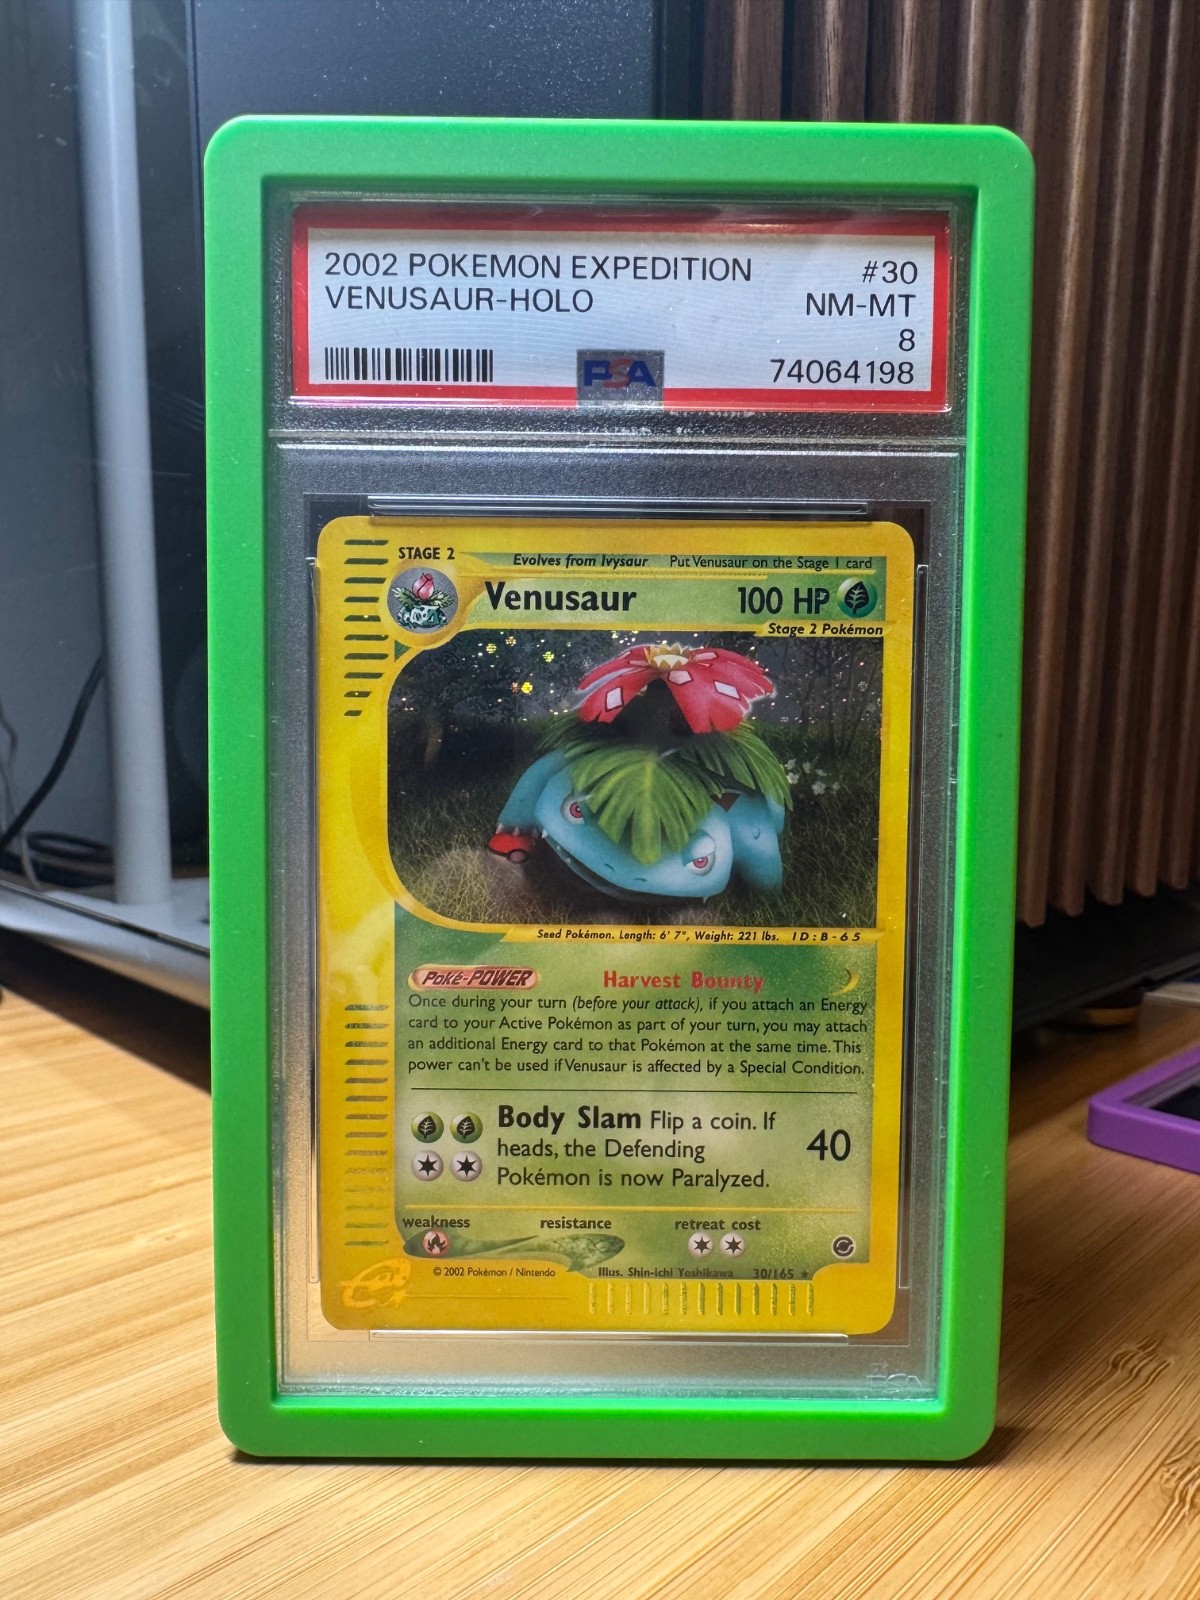 2002 POKEMON EXPEDITION #30
VENUSAUR-HOLO NM-MT
8
PSA 74064198
STAGE 2 Evolves from Ivysaur Put Venusaur on the Stage 1 card
Venusaur 100 HP
Stage 2 Pokémon
Seed Pokémon. Length: 6' 7", Weight: 221 lbs. ID:B-65
Poké-POWER Harvest Bounty
Once during your turn (before your attack), if you attach an Energy
card to your Active Pokémon as part of your turn, you may attach
an additional Energy card to that Pokémon at the same time. This
power can't be used if Venusaur is affected by a Special Condition.
Body Slam Flip a coin. If
heads, the Defending 40
Pokémon is now Paralyzed.
weakness resistance retreat cost
© 2002 Pokémon / Nintendo Illus. Shin-ichi Yoshikawa 30/165 ★
PSA